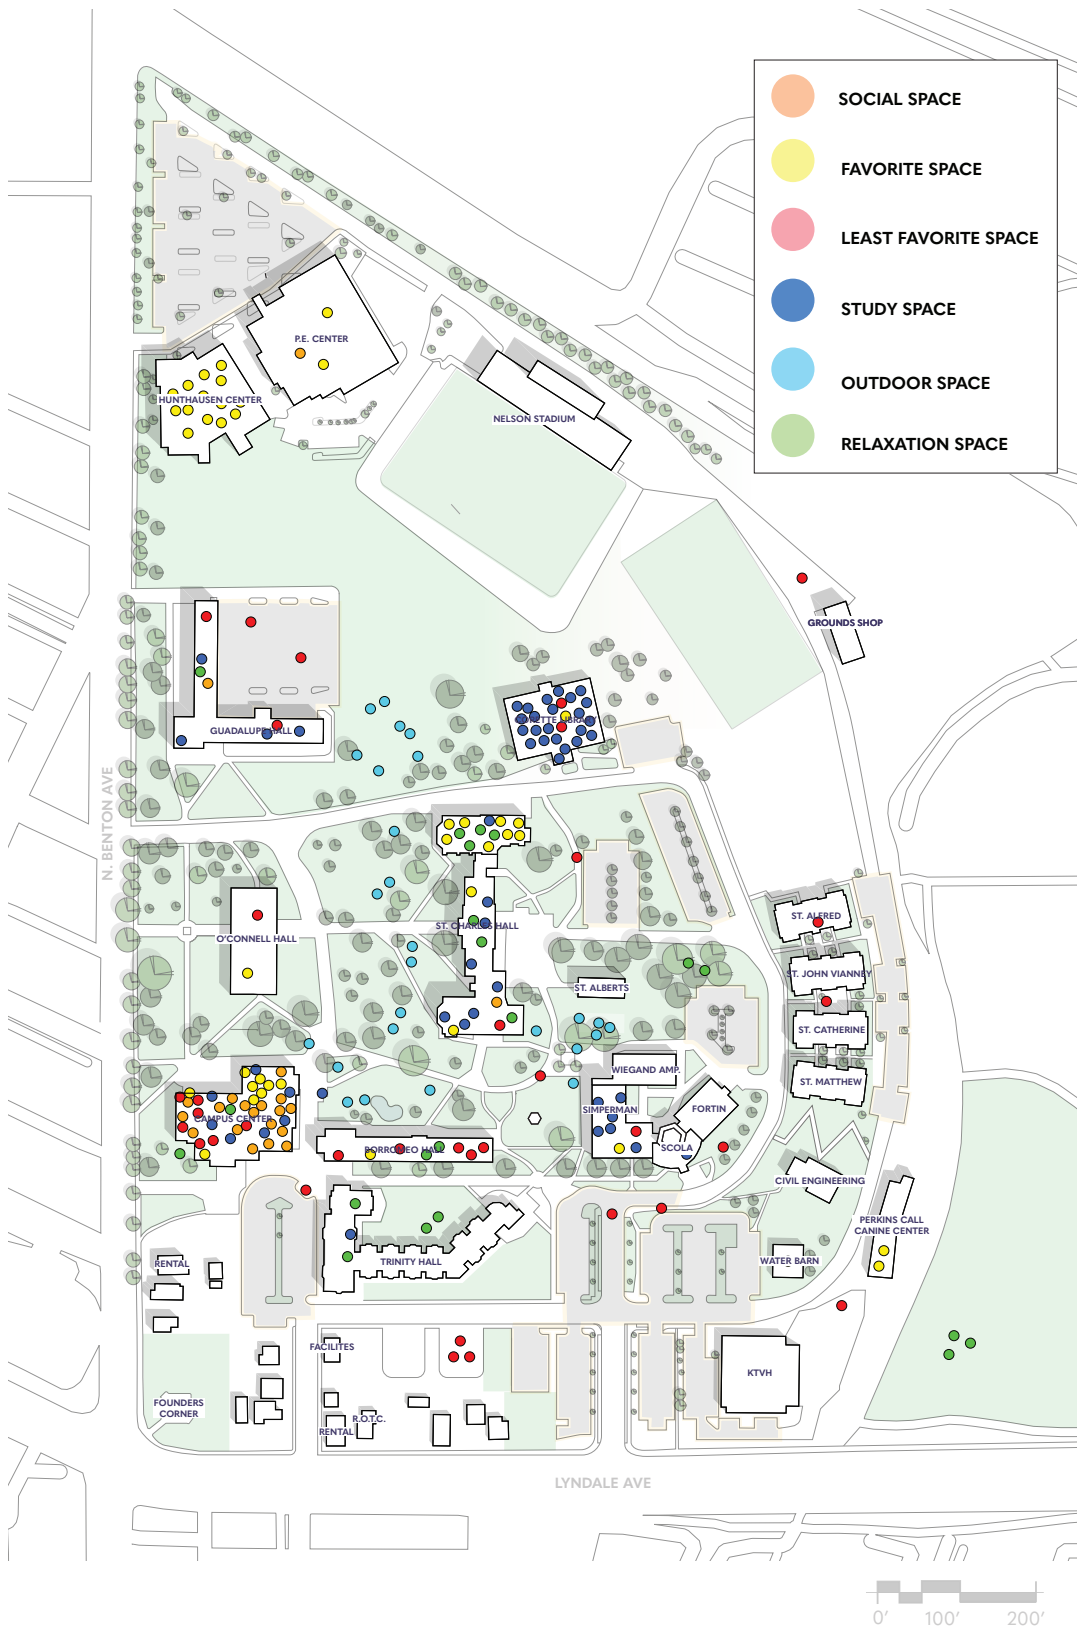 SOCIAL SPACE
FAVORITE SPACE
LEAST FAVORITE SPACE
STUDY SPACE
OUTDOOR SPACE
RELAXATION SPACE
P.E. CENTER
HUNTHAUSEN CENTER
NELSON STADIUM
GROUNDS SHOP
GUADALUPE HALL
LIBRARY
N. BENTON AVE
ST. CHARLES HALL
O'CONNELL HALL
ST. ALFRED
ST. JOHN VIANNEY
ST. ALBERTS
ST. CATHERINE
WIEGAND AMP.
ST. MATTHEW
SIMPERMAN
FORTIN
CAMPUS CENTER
BORROMEO HALL
SCOLA
CIVIL ENGINEERING
PERKINS CALL
CANINE CENTER
TRINITY HALL
WATER BARN
RENTAL
FACILITES
KTVH
FOUNDERS
CORNER
R.O.T.C.
RENTAL
LYNDALE AVE
0' 100' 200'